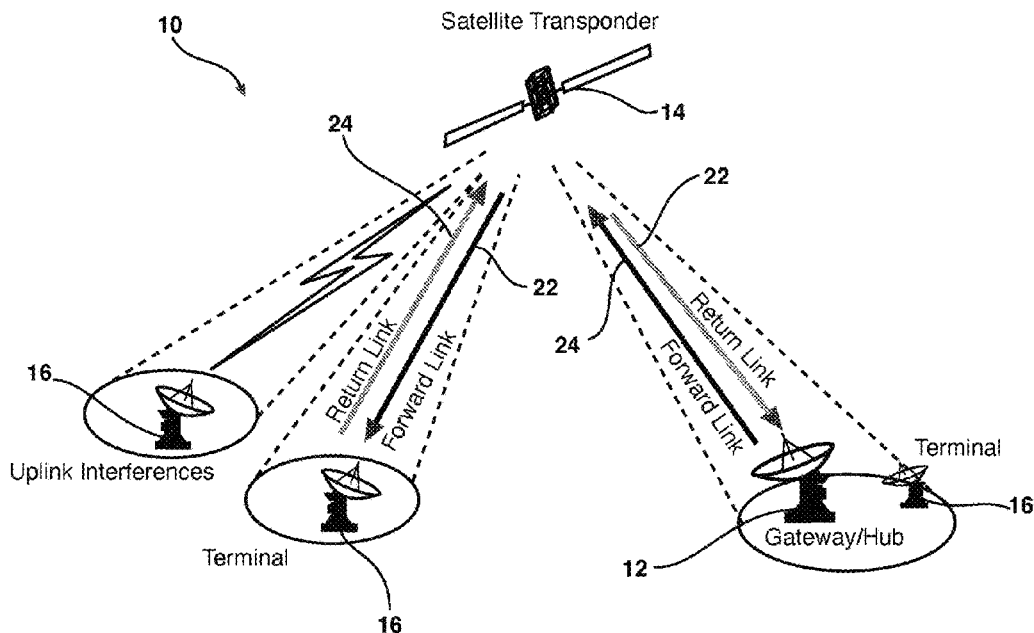 Satellite Transponder
10
14
24
22
22
24
Return Link
Forward Link
Return Link
Forward Link
16
Uplink Interferences
Terminal
16
Terminal
16
Gateway/Hub
12